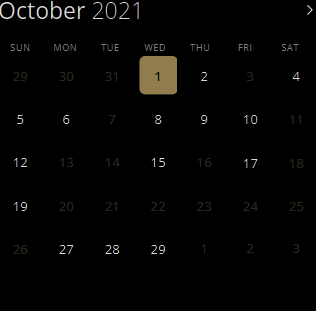 October 2021
SUN MON TUE WED THU FRI SAT
29 30 31 1 2 3 4
5 6 7 8 9 10 11
12 13 14 15 16 17 18
19 20 21 22 23 24 25
26 27 28 29 1 2 3